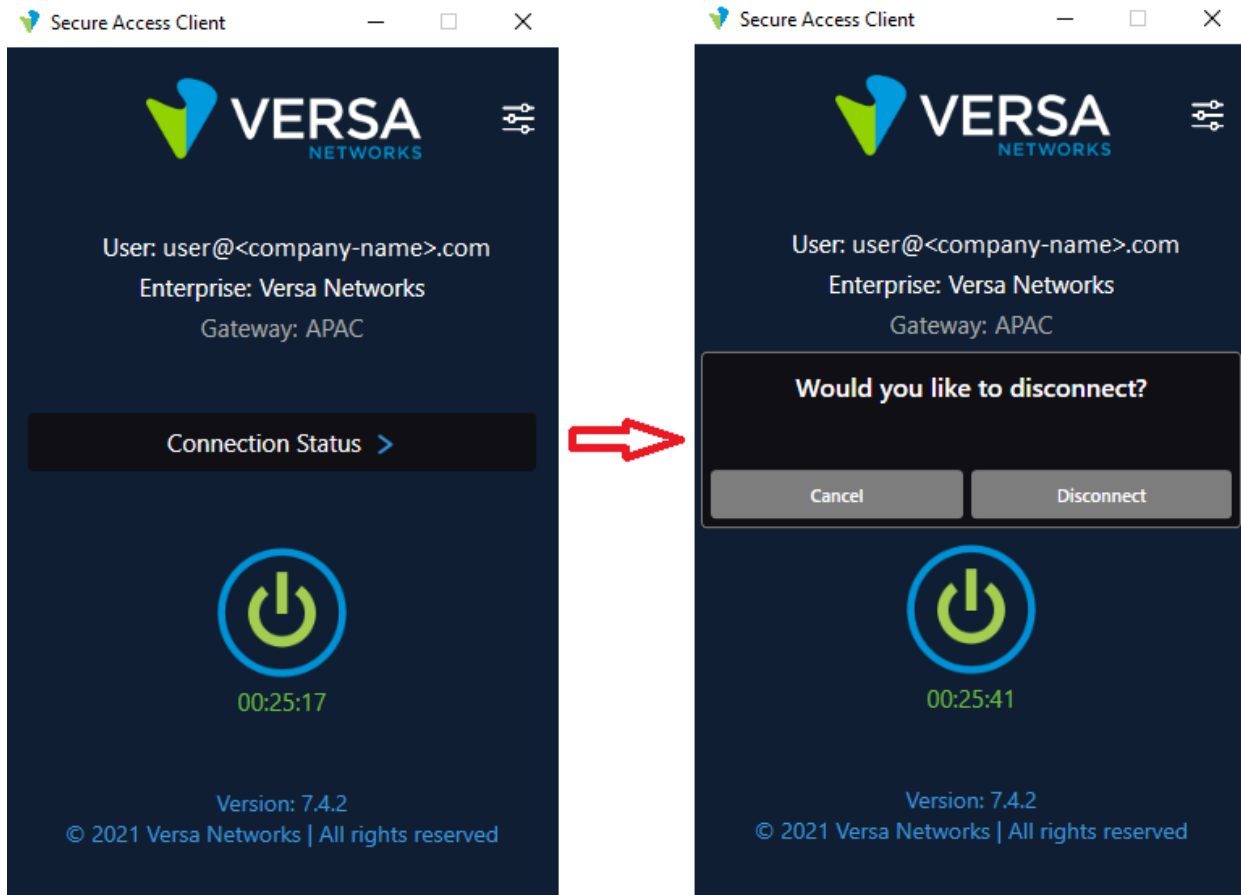 Secure Access Client
VERSA
NETWORKS
User: user@<company-name>.com
Enterprise: Versa Networks
Gateway: APAC
Connection Status >
00:25:17
Version: 7.4.2
© 2021 Versa Networks | All rights reserved
Secure Access Client
VERSA
NETWORKS
User: user@<company-name>.com
Enterprise: Versa Networks
Gateway: APAC
Would you like to disconnect?
Cancel Disconnect
00:25:41
Version: 7.4.2
© 2021 Versa Networks | All rights reserved